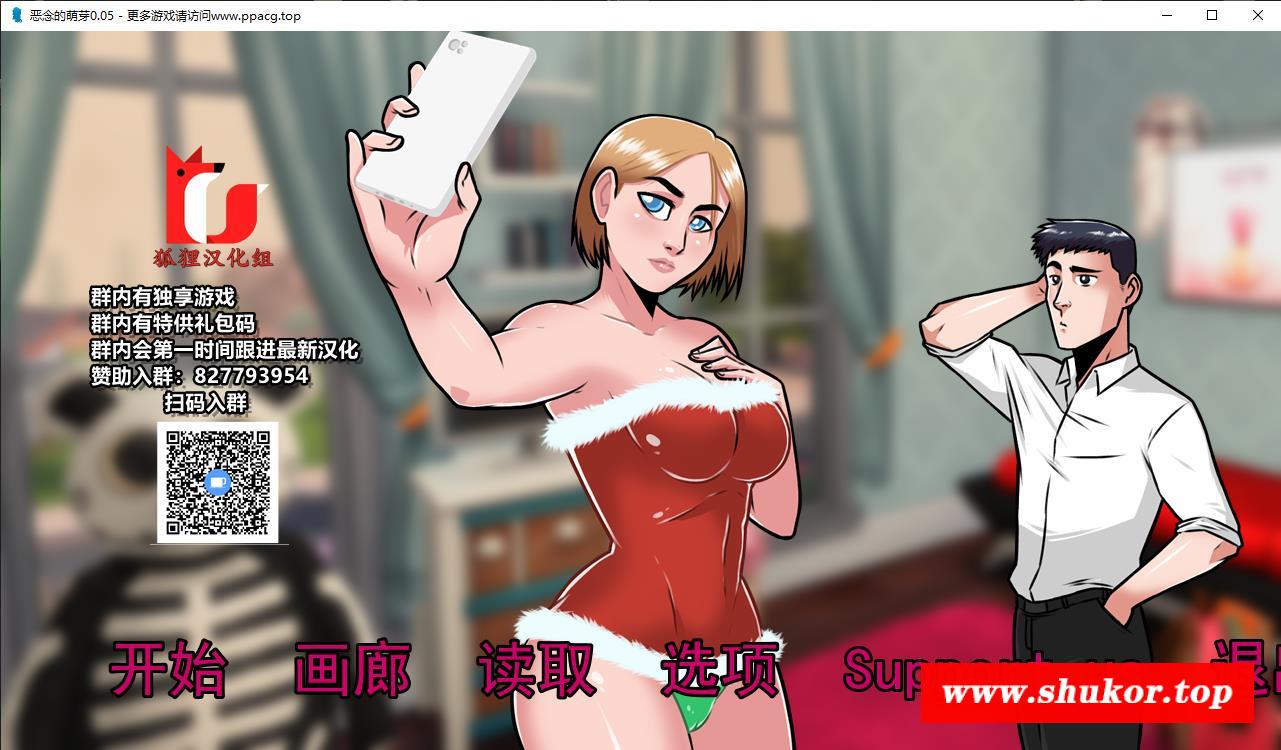 恶念的萌芽0.05 - 更多游戏请访问www.ppacg.top
狐狸汉化组
群内有独享游戏
群内有特供礼包码
群内会第一时间跟进最新汉化
赞助入群：827793954
扫码入群
开始 画廊 读取 选项 Support us 退出
www.shukor.top